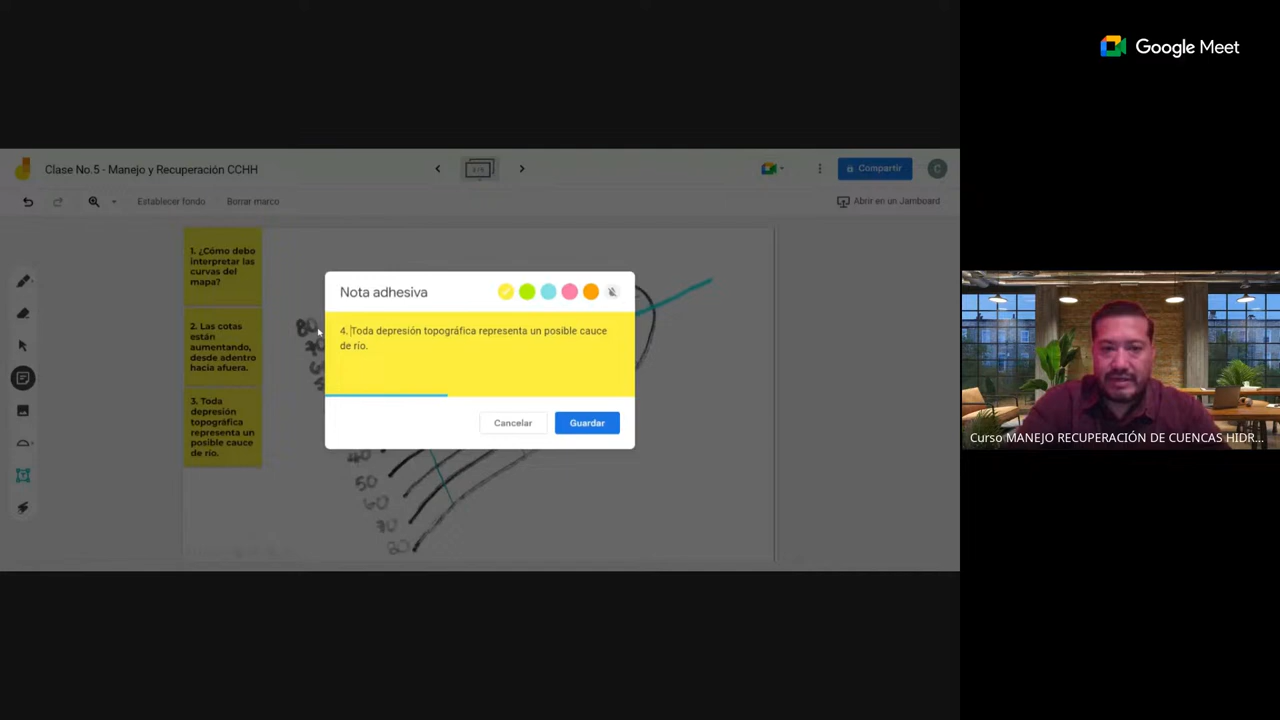 Google Meet
Clase No.5 - Manejo y Recuperación CCHH
Compartir
C
Establecer fondo
Borrar marco
Abrir en un Jamboard
1. ¿Cómo debo
interpretar las
curvas del
mapa?
2. Las cotas
están
aumentando,
desde adentro
hacia afuera.
3. Toda
depresión
topográfica
representa un
posible cauce
de río.
Nota adhesiva
4. Toda depresión topográfica representa un posible cauce
de río.
Cancelar
Guardar
80
50
60
70
80
Curso MANEJO RECUPERACIÓN DE CUENCAS HIDR...